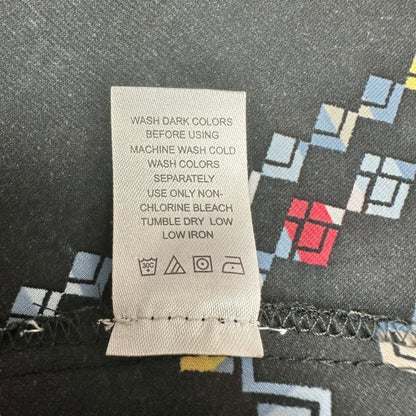 WASH DARK COLORS
BEFORE USING
MACHINE WASH COLD
WASH COLORS
SEPARATELY
USE ONLY NON-
CHLORINE BLEACH
TUMBLE DRY LOW
LOW IRON
30C